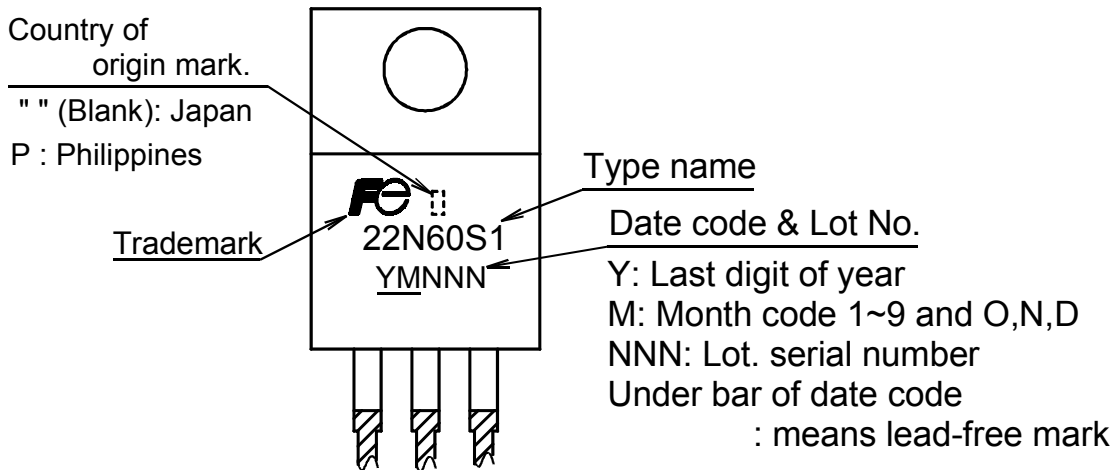 Country of
origin mark.
" " (Blank): Japan
P : Philippines
Trademark
Fe
22N60S1
YMNNN
Type name
Date code & Lot No.
Y: Last digit of year
M: Month code 1~9 and O,N,D
NNN: Lot. serial number
Under bar of date code
: means lead-free mark